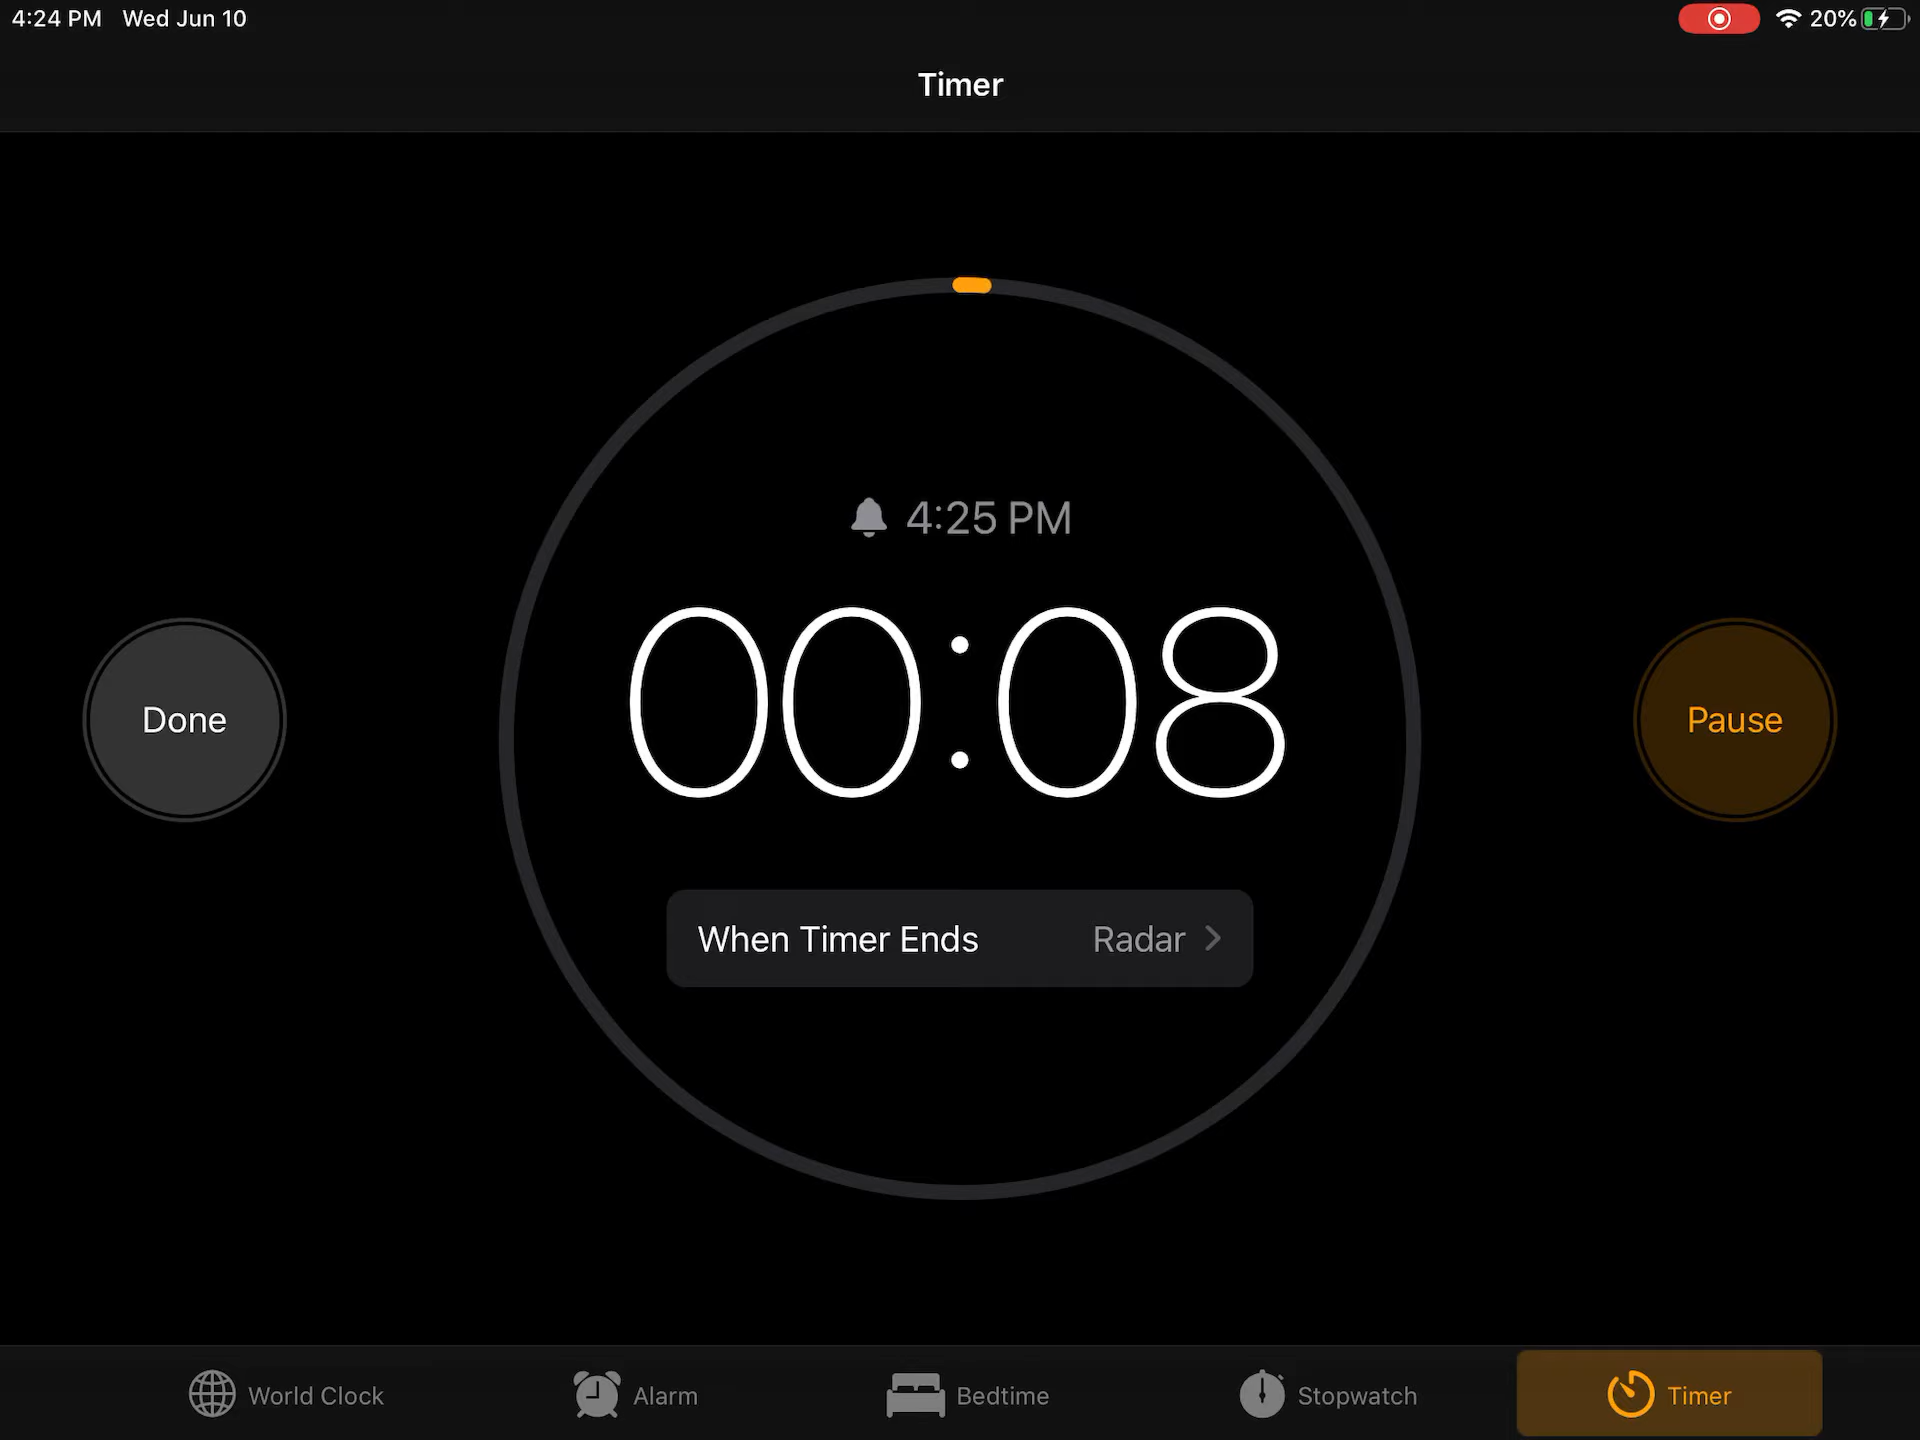 4:24 PM Wed Jun 10
20%
Timer
4:25 PM
00:08
Done
Pause
When Timer Ends Radar
World Clock
Alarm
Bedtime
Stopwatch
Timer